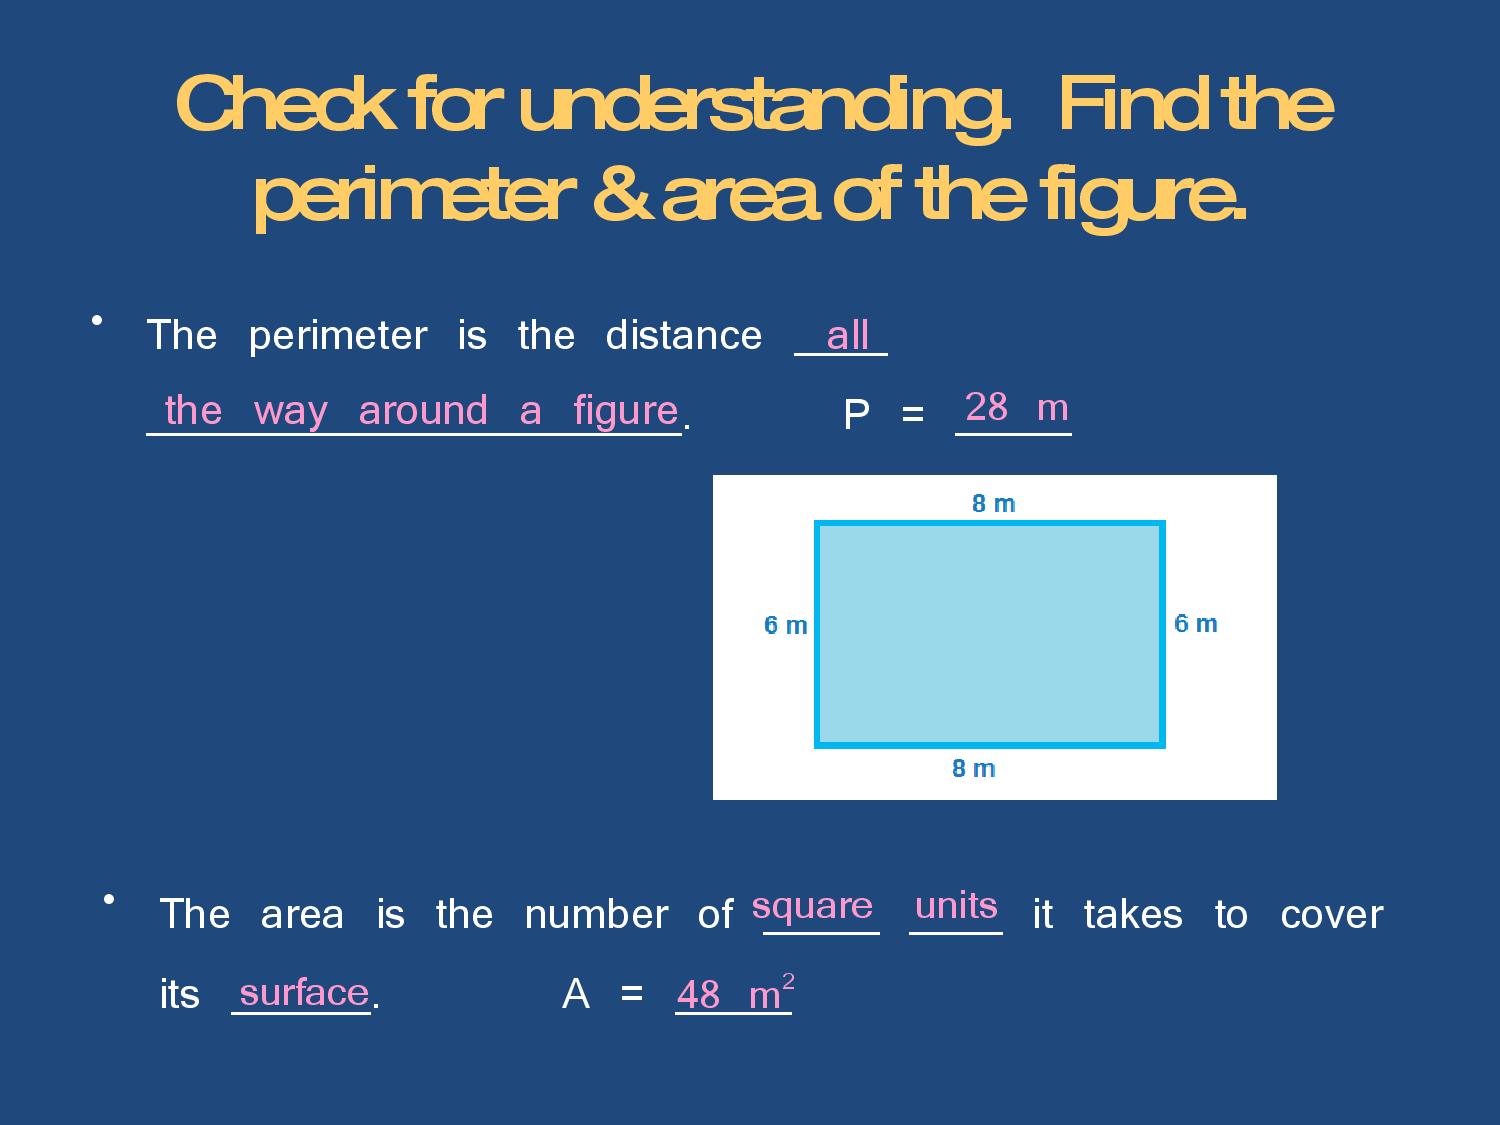 Check for understanding. Find the
perimeter & area of the figure.
• The perimeter is the distance all
the way around a figure. P = 28 m
8 m
6 m
6 m
8 m
• The area is the number of square units it takes to cover
its surface. A = 48 m²